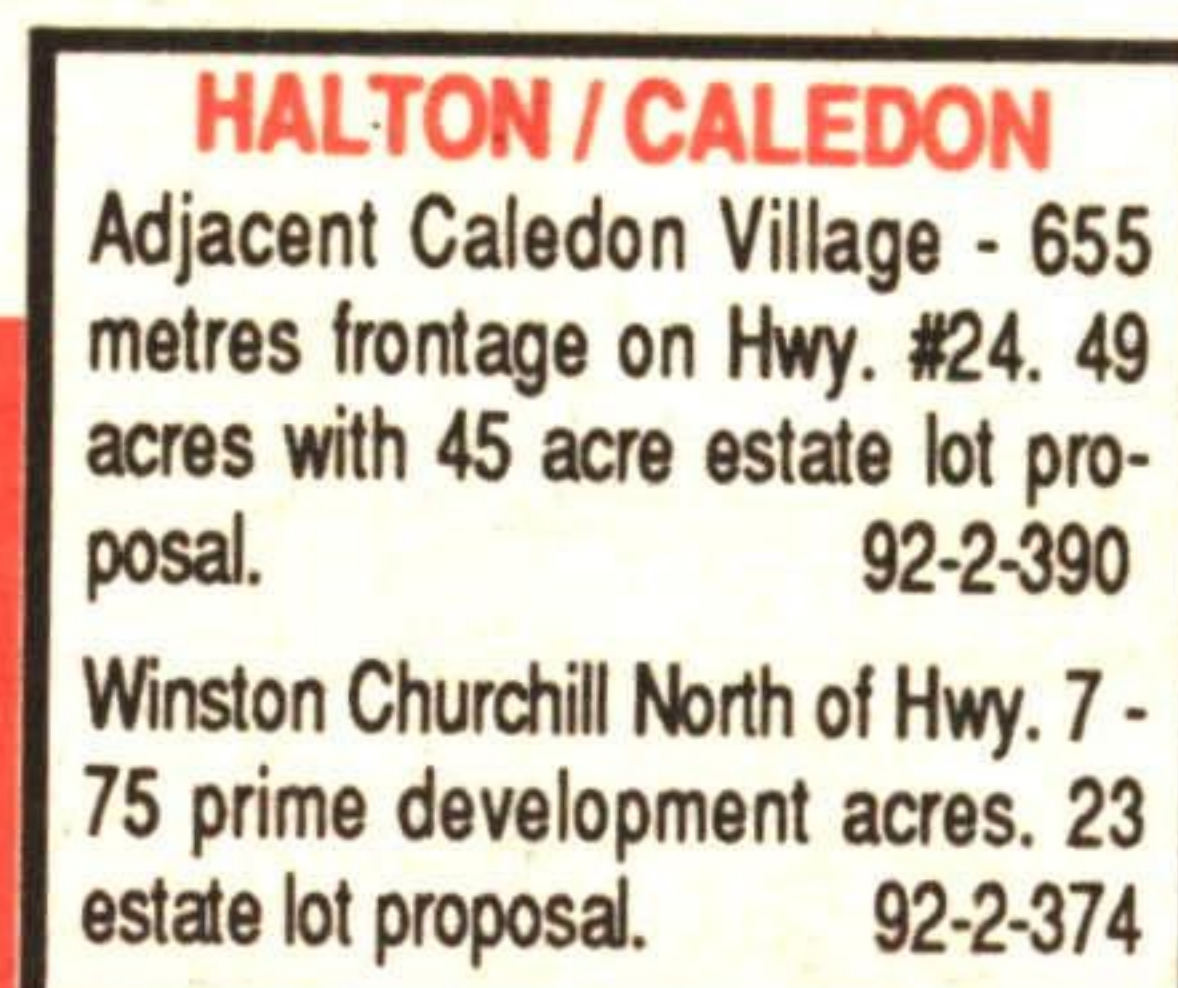 HALTON / CALEDON
Adjacent Caledon Village - 655
metres frontage on Hwy. #24. 49
acres with 45 acre estate lot pro-
posal. 92-2-390
Winston Churchill North of Hwy. 7 -
75 prime development acres. 23
estate lot proposal. 92-2-374